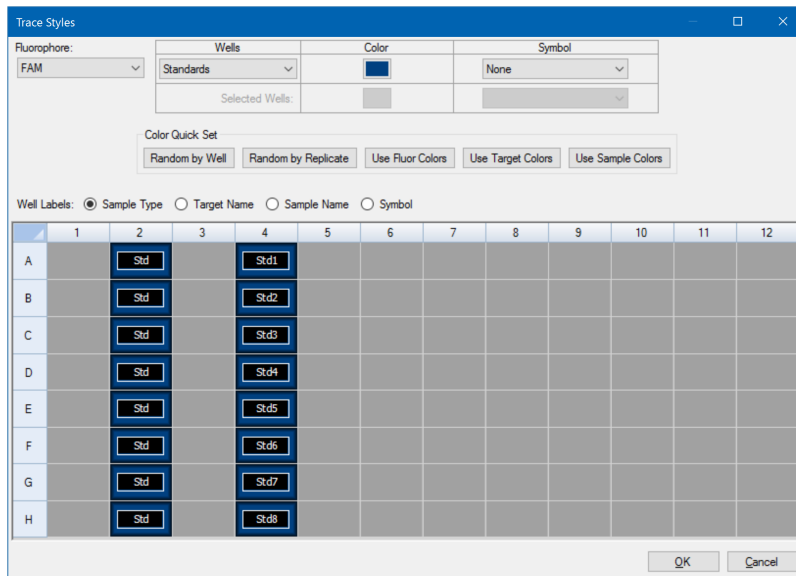 Trace Styles
Fluorophore:
Wells Color Symbol
FAM
Standards
None
Selected Wells:
Color Quick Set
Random by Well Random by Replicate Use Fluor Colors Use Target Colors Use Sample Colors
Well Labels: Sample Type Target Name Sample Name Symbol
1 2 3 4 5 6 7 8 9 10 11 12
A Std Std1
B Std Std2
C Std Std3
D Std Std4
E Std Std5
F Std Std6
G Std Std7
H Std Std8
OK Cancel